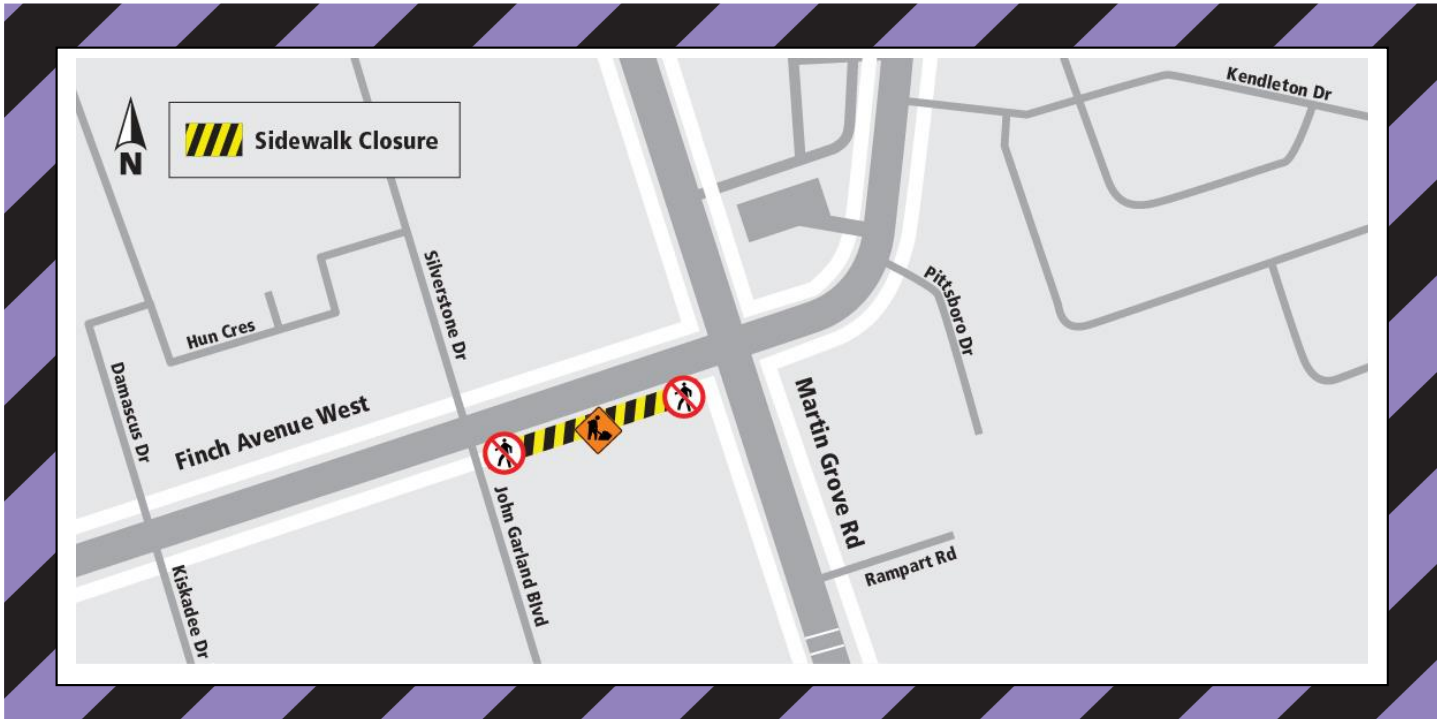 Kendleton Dr
N
Sidewalk Closure
Silverstone Dr
Pittsboro Dr
Hun Cres
Damascus Dr
Finch Avenue West
Martin Grove Rd
John Garland Blvd
Rampart Rd
Kiskadee Dr